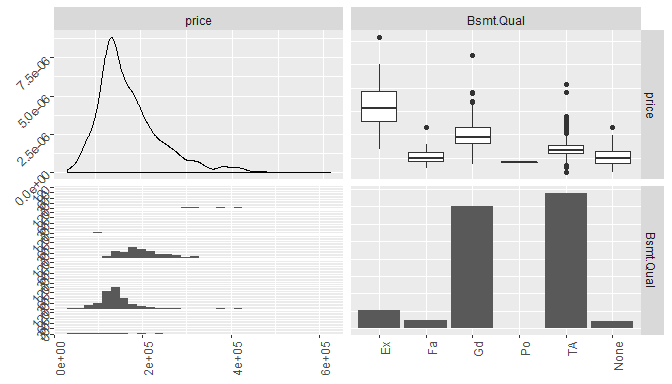 price
Bsmt.Qual
7.5e-06
5.0e-06
2.5e-06
0.0e+00
price
Bsmt.Qual
0e+00
2e+05
4e+05
6e+05
Ex
Fa
Gd
Po
TA
None